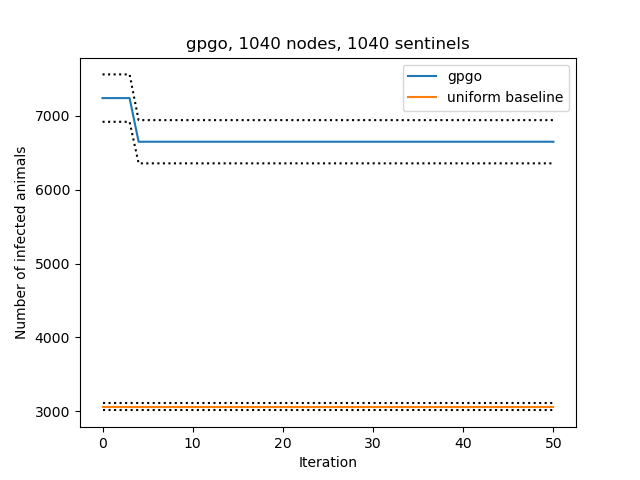 gpgo, 1040 nodes, 1040 sentinels
gpgo
uniform baseline
Number of infected animals
7000
6000
5000
4000
3000
0 10 20 30 40 50
Iteration